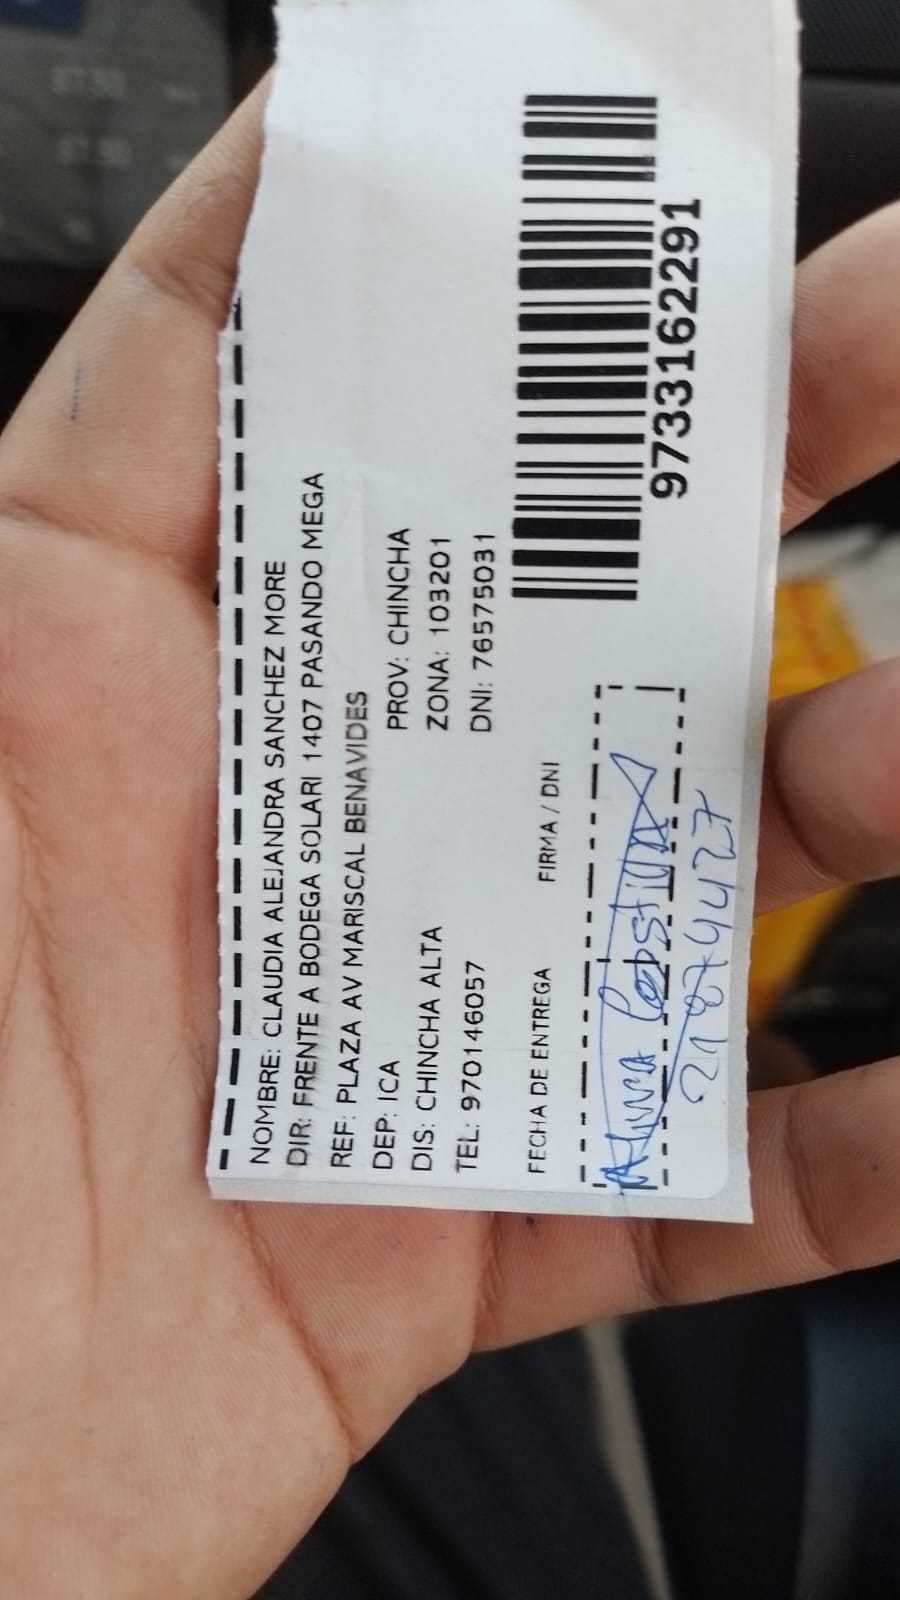 NOMBRE: CLAUDIA ALEJANDRA SANCHEZ MORE
DIR: FRENTE A BODEGA SOLARI 1407 PASANDO MEGA
REF: PLAZA AV MARISCAL BENAVIDES
DEP: ICA PROV: CHINCHA
DIS: CHINCHA ALTA ZONA: 103201
TEL: 970146057 DNI: 76575031
FECHA DE ENTREGA FIRMA / DNI
21874427
9733162291